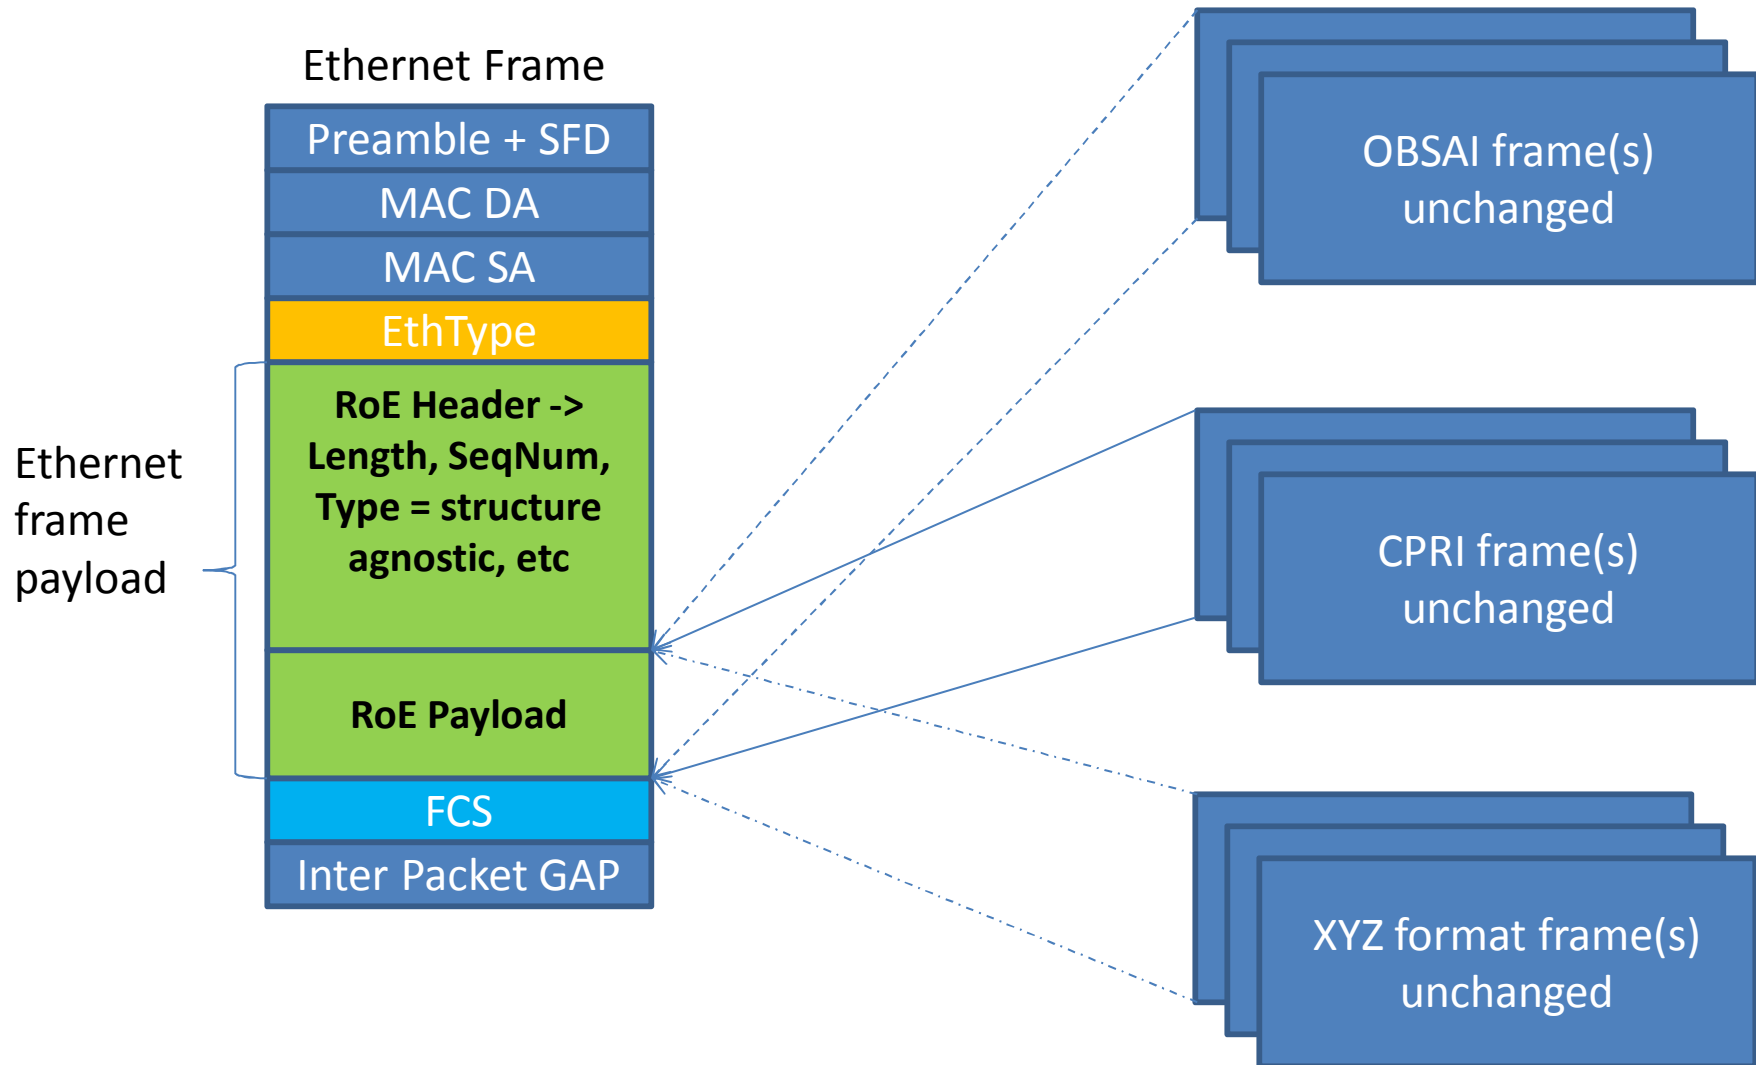 Ethernet Frame
Preamble + SFD
MAC DA
MAC SA
EthType
RoE Header ->
Length, SeqNum,
Type = structure
agnostic, etc
RoE Payload
FCS
Inter Packet GAP
Ethernet
frame
payload
OBSAI frame(s)
unchanged
CPRI frame(s)
unchanged
XYZ format frame(s)
unchanged